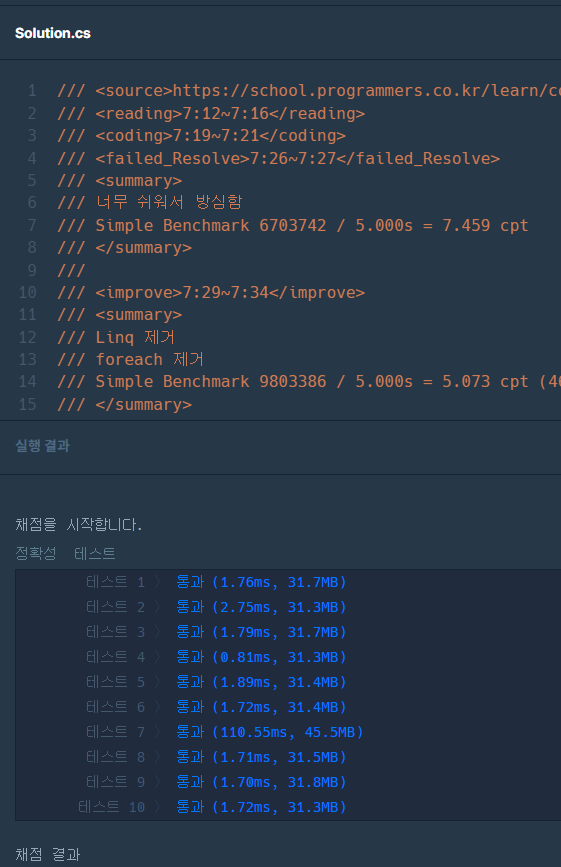 Solution.cs
1 /// <source>https://school.programmers.co.kr/learn/co
2 /// <reading>7:12~7:16</reading>
3 /// <coding>7:19~7:21</coding>
4 /// <failed_Resolve>7:26~7:27</failed_Resolve>
5 /// <summary>
6 /// 너무 쉬워서 방심함
7 /// Simple Benchmark 6703742 / 5.000s = 7.459 cpt
8 /// </summary>
9 ///
10 /// <improve>7:29~7:34</improve>
11 /// <summary>
12 /// Linq 제거
13 /// foreach 제거
14 /// Simple Benchmark 9803386 / 5.000s = 5.073 cpt (46
15 /// </summary>
실행 결과
채점을 시작합니다.
정확성 테스트
테스트 1 〉 통과 (1.76ms, 31.7MB)
테스트 2 〉 통과 (2.75ms, 31.3MB)
테스트 3 〉 통과 (1.79ms, 31.7MB)
테스트 4 〉 통과 (0.81ms, 31.3MB)
테스트 5 〉 통과 (1.89ms, 31.4MB)
테스트 6 〉 통과 (1.72ms, 31.4MB)
테스트 7 〉 통과 (110.55ms, 45.5MB)
테스트 8 〉 통과 (1.71ms, 31.5MB)
테스트 9 〉 통과 (1.70ms, 31.8MB)
테스트 10 〉 통과 (1.72ms, 31.3MB)
채점 결과